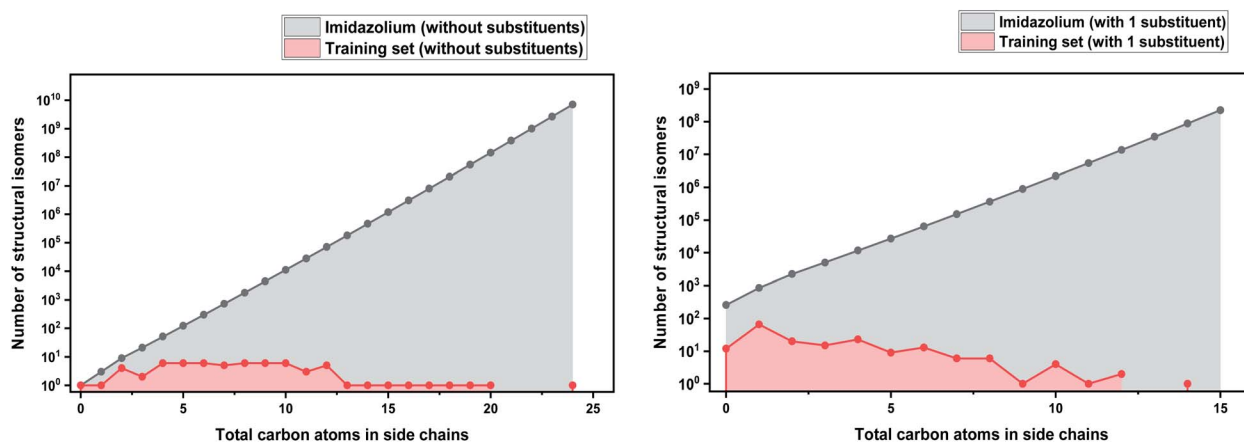 Imidazolium (without substituents)
Training set (without substituents)
Number of structural isomers
10^10
10^9
10^8
10^7
10^6
10^5
10^4
10^3
10^2
10^1
10^0
0 5 10 15 20 25
Total carbon atoms in side chains
Imidazolium (with 1 substituent)
Training set (with 1 substituent)
Number of structural isomers
10^9
10^8
10^7
10^6
10^5
10^4
10^3
10^2
10^1
10^0
0 5 10 15
Total carbon atoms in side chains